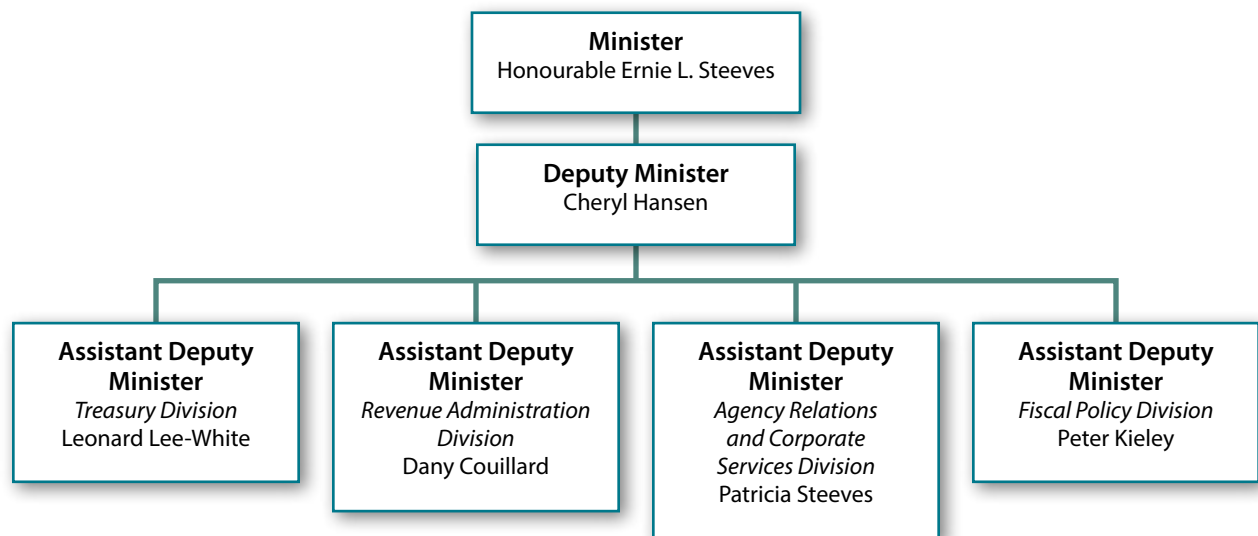 Minister
Honourable Ernie L. Steeves
Deputy Minister
Cheryl Hansen
Assistant Deputy
Minister
Treasury Division
Leonard Lee-White
Assistant Deputy
Minister
Revenue Administration
Division
Dany Couillard
Assistant Deputy
Minister
Agency Relations
and Corporate
Services Division
Patricia Steeves
Assistant Deputy
Minister
Fiscal Policy Division
Peter Kieley